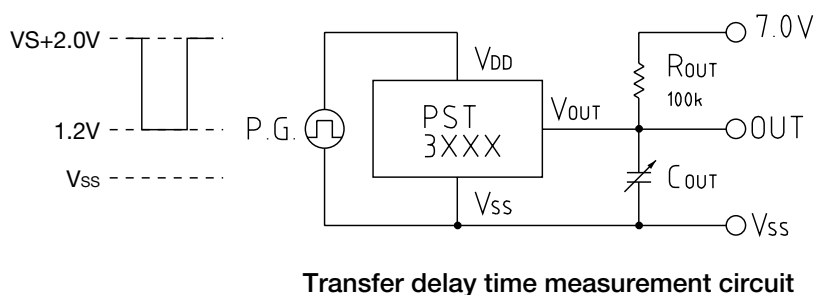 VS+2.0V
1.2V
VSS
P.G.
VDD
PST
3XXX
VOUT
VSS
7.0V
ROUT
100k
OUT
COUT
VSS
Transfer delay time measurement circuit